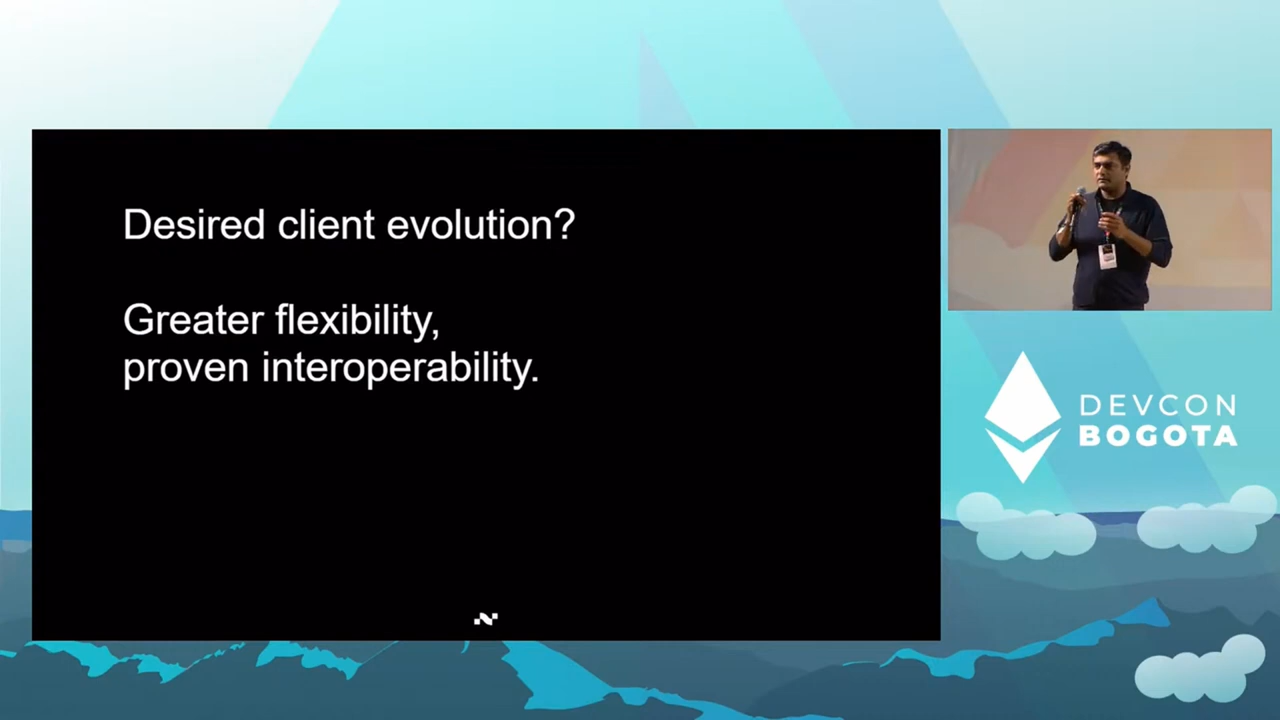 Desired client evolution?
Greater flexibility,
proven interoperability.
DEVCON
BOGOTA